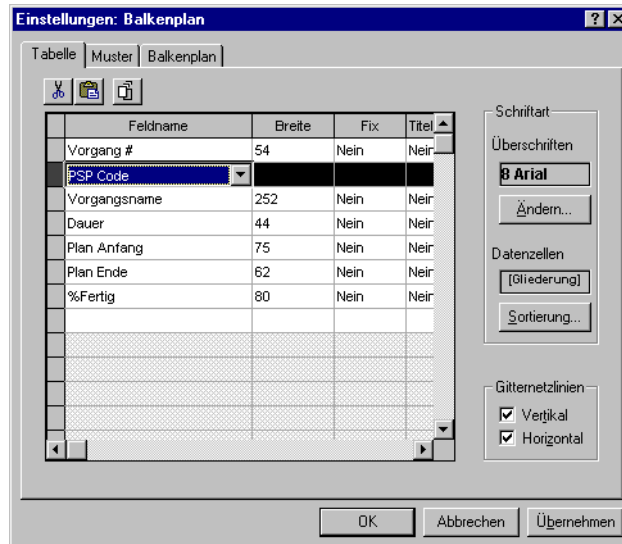 Einstellungen: Balkenplan
Tabelle Muster Balkenplan
Feldname Breite Fix Titel
Vorgang # 54 Nein Nein
PSP Code
Vorgangsname 252 Nein Nein
Dauer 44 Nein Nein
Plan Anfang 75 Nein Nein
Plan Ende 62 Nein Nein
%Fertig 80 Nein Nein
Schriftart
Überschriften
8 Arial
Ändern...
Datenzellen
[Gliederung]
Sortierung...
Gitternetzlinien
Vertikal
Horizontal
OK Abbrechen Übernehmen